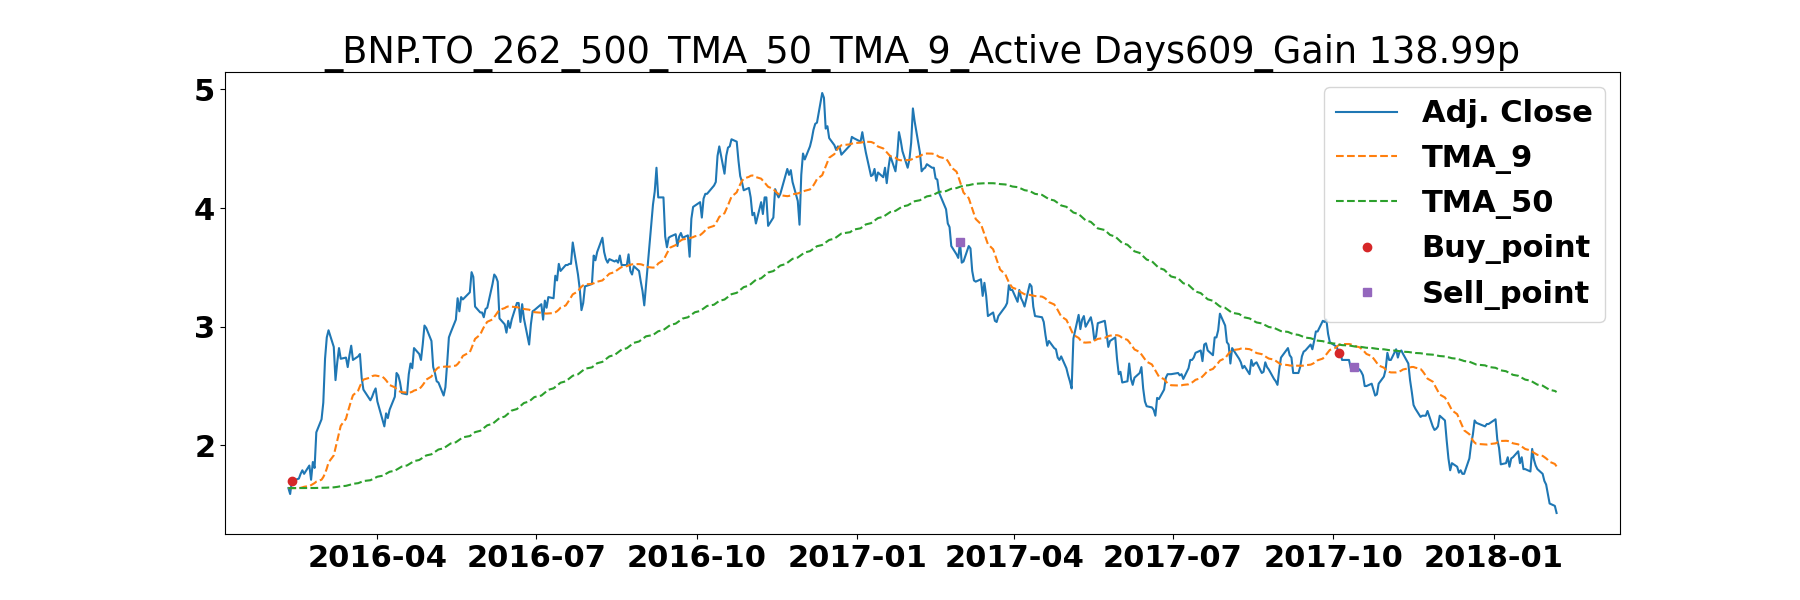 _BNP.TO_262_500_TMA_50_TMA_9_Active Days609_Gain 138.99p
5
4
3
2
Adj. Close
TMA_9
TMA_50
Buy_point
Sell_point
2016-04 2016-07 2016-10 2017-01 2017-04 2017-07 2017-10 2018-01